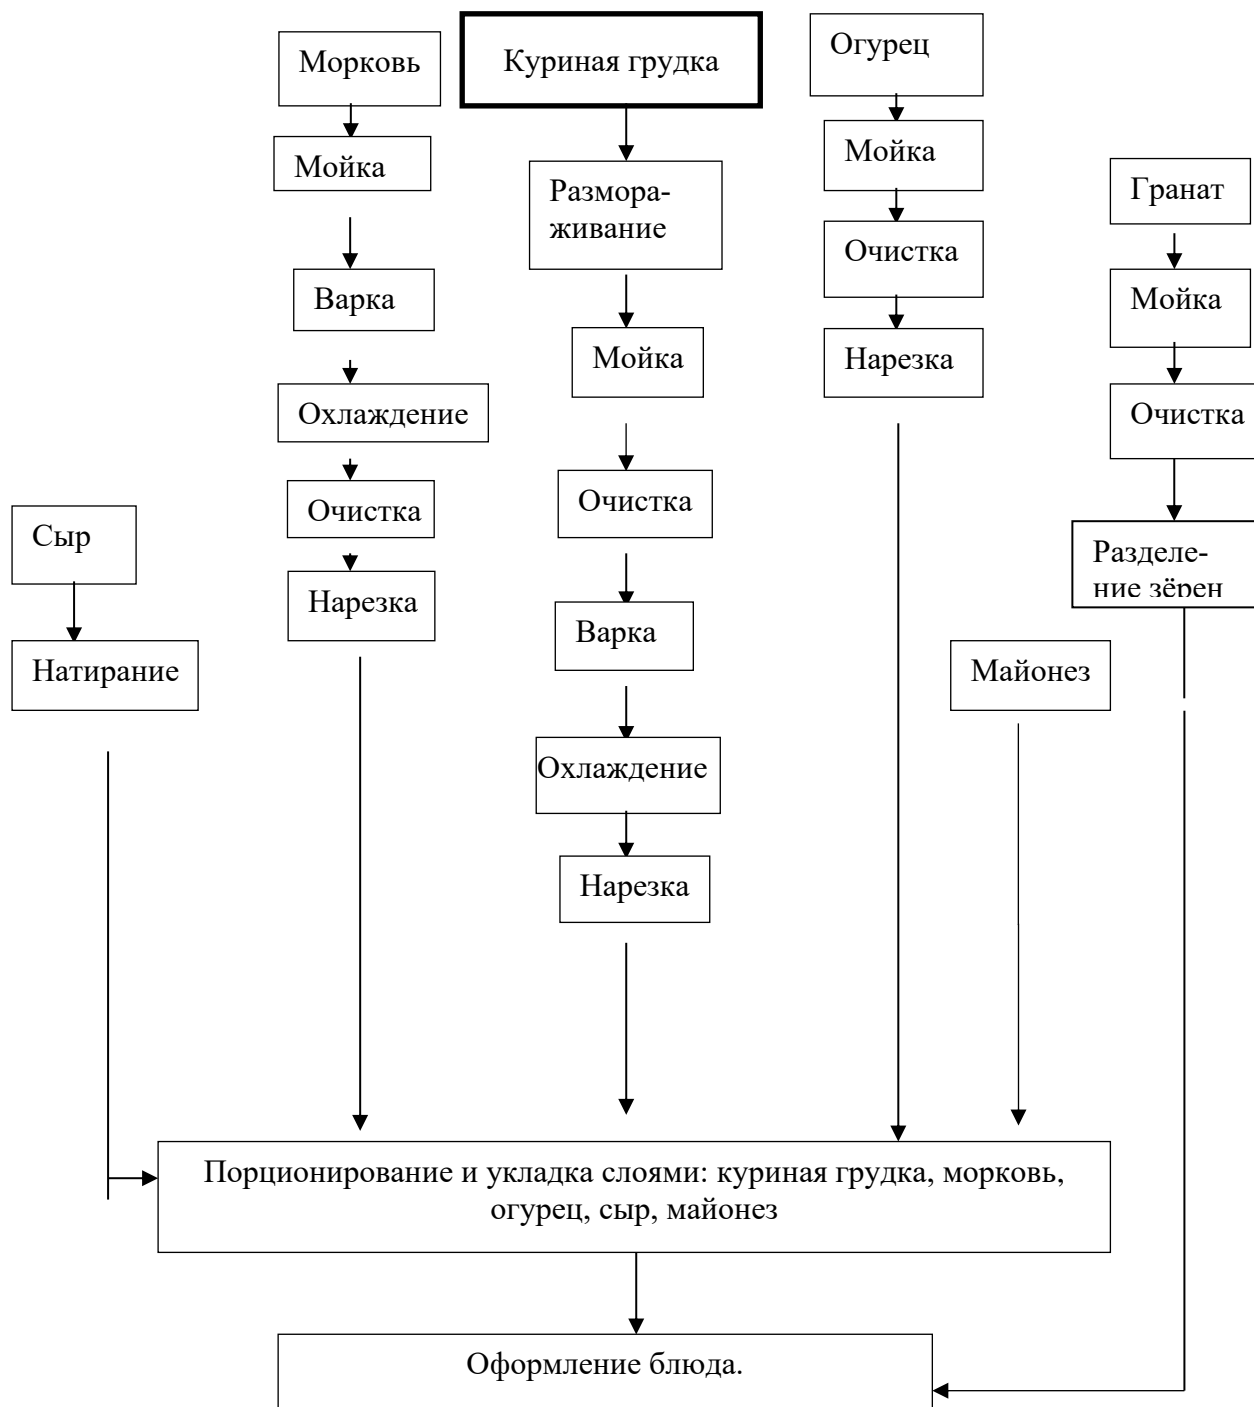 Морковь
Мойка
Варка
Охлаждение
Очистка
Нарезка
Куриная грудка
Размора-
живание
Мойка
Очистка
Варка
Охлаждение
Нарезка
Огурец
Мойка
Очистка
Нарезка
Гранат
Мойка
Очистка
Разделе-
ние зёрен
Сыр
Натирание
Майонез
Порционирование и укладка слоями: куриная грудка, морковь,
огурец, сыр, майонез
Оформление блюда.